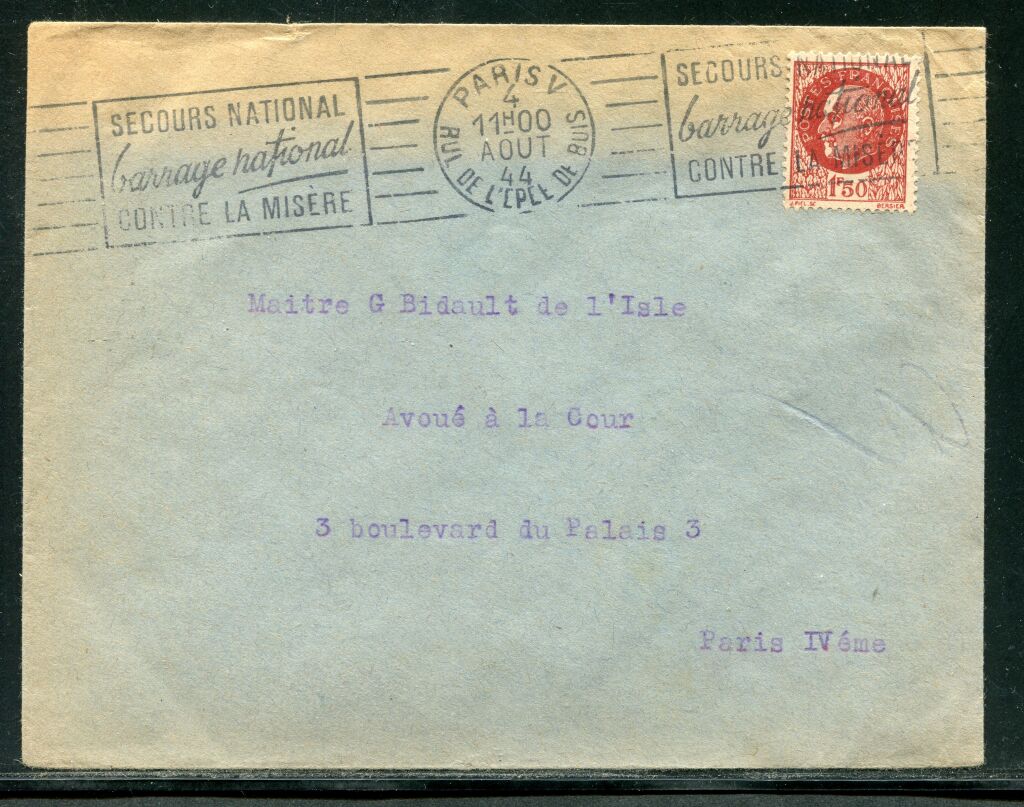 SECOURS NATIONAL
barrage national
CONTRE LA MISÈRE
PARIS V
4
11H00
AOUT
44
RUE DE L'EPEE DE BOIS
SECOURS NATIONAL
barrage national
CONTRE LA MISÈRE
POSTES FRANÇAISES
1F50
BERSIER
Maitre G Bidault de l'Isle
Avoué à la Cour
3 boulevard du Palais 3
Paris IVéme